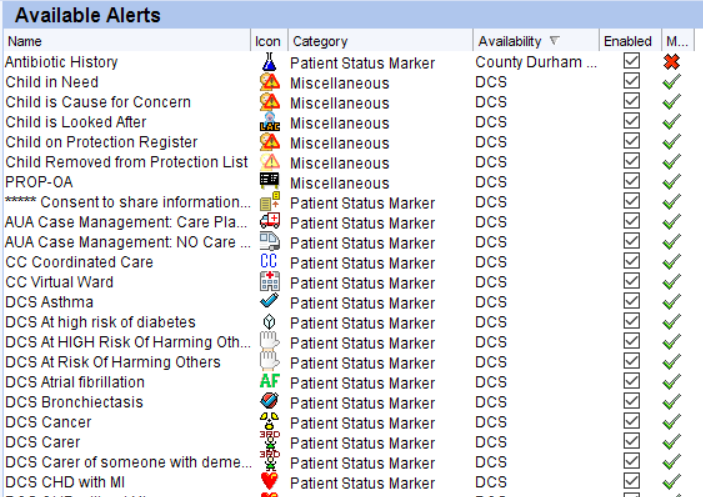 Available Alerts
Name Icon Category Availability Enabled M...
Antibiotic History Patient Status Marker County Durham ...
Child in Need Miscellaneous DCS
Child is Cause for Concern Miscellaneous DCS
Child is Looked After LAC Miscellaneous DCS
Child on Protection Register Miscellaneous DCS
Child Removed from Protection List Miscellaneous DCS
PROP-OA Miscellaneous DCS
***** Consent to share information... Patient Status Marker DCS
AUA Case Management: Care Pla... Patient Status Marker DCS
AUA Case Management: NO Care ... Patient Status Marker DCS
CC Coordinated Care CC Patient Status Marker DCS
CC Virtual Ward Patient Status Marker DCS
DCS Asthma Patient Status Marker DCS
DCS At high risk of diabetes Patient Status Marker DCS
DCS At HIGH Risk Of Harming Oth... Patient Status Marker DCS
DCS At Risk Of Harming Others Patient Status Marker DCS
DCS Atrial fibrillation AF Patient Status Marker DCS
DCS Bronchiectasis Patient Status Marker DCS
DCS Cancer Patient Status Marker DCS
DCS Carer 3RD Patient Status Marker DCS
DCS Carer of someone with deme... 3RD Patient Status Marker DCS
DCS CHD with MI Patient Status Marker DCS